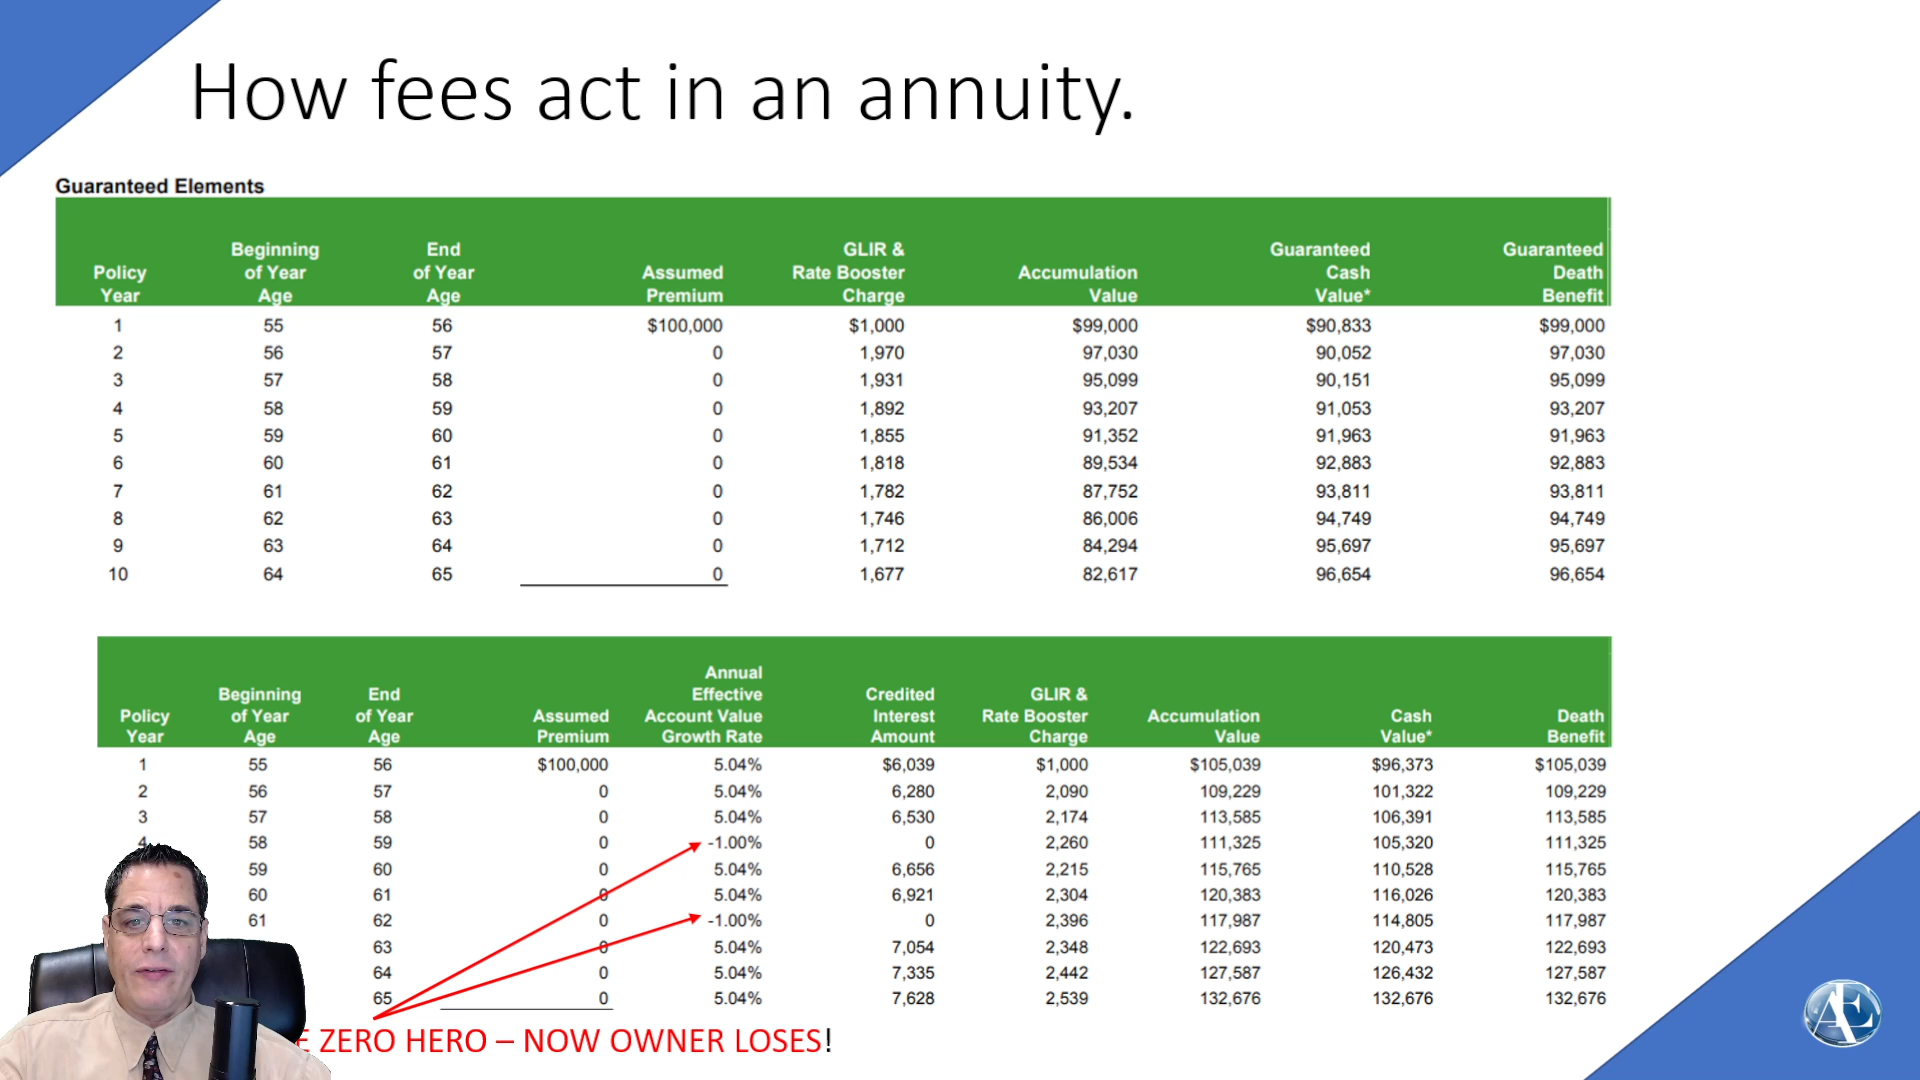 How fees act in an annuity.
Guaranteed Elements
Policy Year Beginning of Year Age End of Year Age Assumed Premium GLIR & Rate Booster Charge Accumulation Value Guaranteed Cash Value* Guaranteed Death Benefit
1 55 56 $100,000 $1,000 $99,000 $90,833 $99,000
2 56 57 0 1,970 97,030 90,052 97,030
3 57 58 0 1,931 95,099 90,151 95,099
4 58 59 0 1,892 93,207 91,053 93,207
5 59 60 0 1,855 91,352 91,963 91,963
6 60 61 0 1,818 89,534 92,883 92,883
7 61 62 0 1,782 87,752 93,811 93,811
8 62 63 0 1,746 86,006 94,749 94,749
9 63 64 0 1,712 84,294 95,697 95,697
10 64 65 0 1,677 82,617 96,654 96,654
Policy Year Beginning of Year Age End of Year Age Assumed Premium Annual Effective Account Value Growth Rate Credited Interest Amount GLIR & Rate Booster Charge Accumulation Value Cash Value* Death Benefit
1 55 56 $100,000 5.04% $6,039 $1,000 $105,039 $96,373 $105,039
2 56 57 0 5.04% 6,280 2,090 109,229 101,322 109,229
3 57 58 0 5.04% 6,530 2,174 113,585 106,391 113,585
4 58 59 0 -1.00% 0 2,260 111,325 105,320 111,325
59 60 0 5.04% 6,656 2,215 115,765 110,528 115,765
60 61 0 5.04% 6,921 2,304 120,383 116,026 120,383
61 62 0 -1.00% 0 2,396 117,987 114,805 117,987
63 0 5.04% 7,054 2,348 122,693 120,473 122,693
64 0 5.04% 7,335 2,442 127,587 126,432 127,587
65 0 5.04% 7,628 2,539 132,676 132,676 132,676
E ZERO HERO – NOW OWNER LOSES!
AE